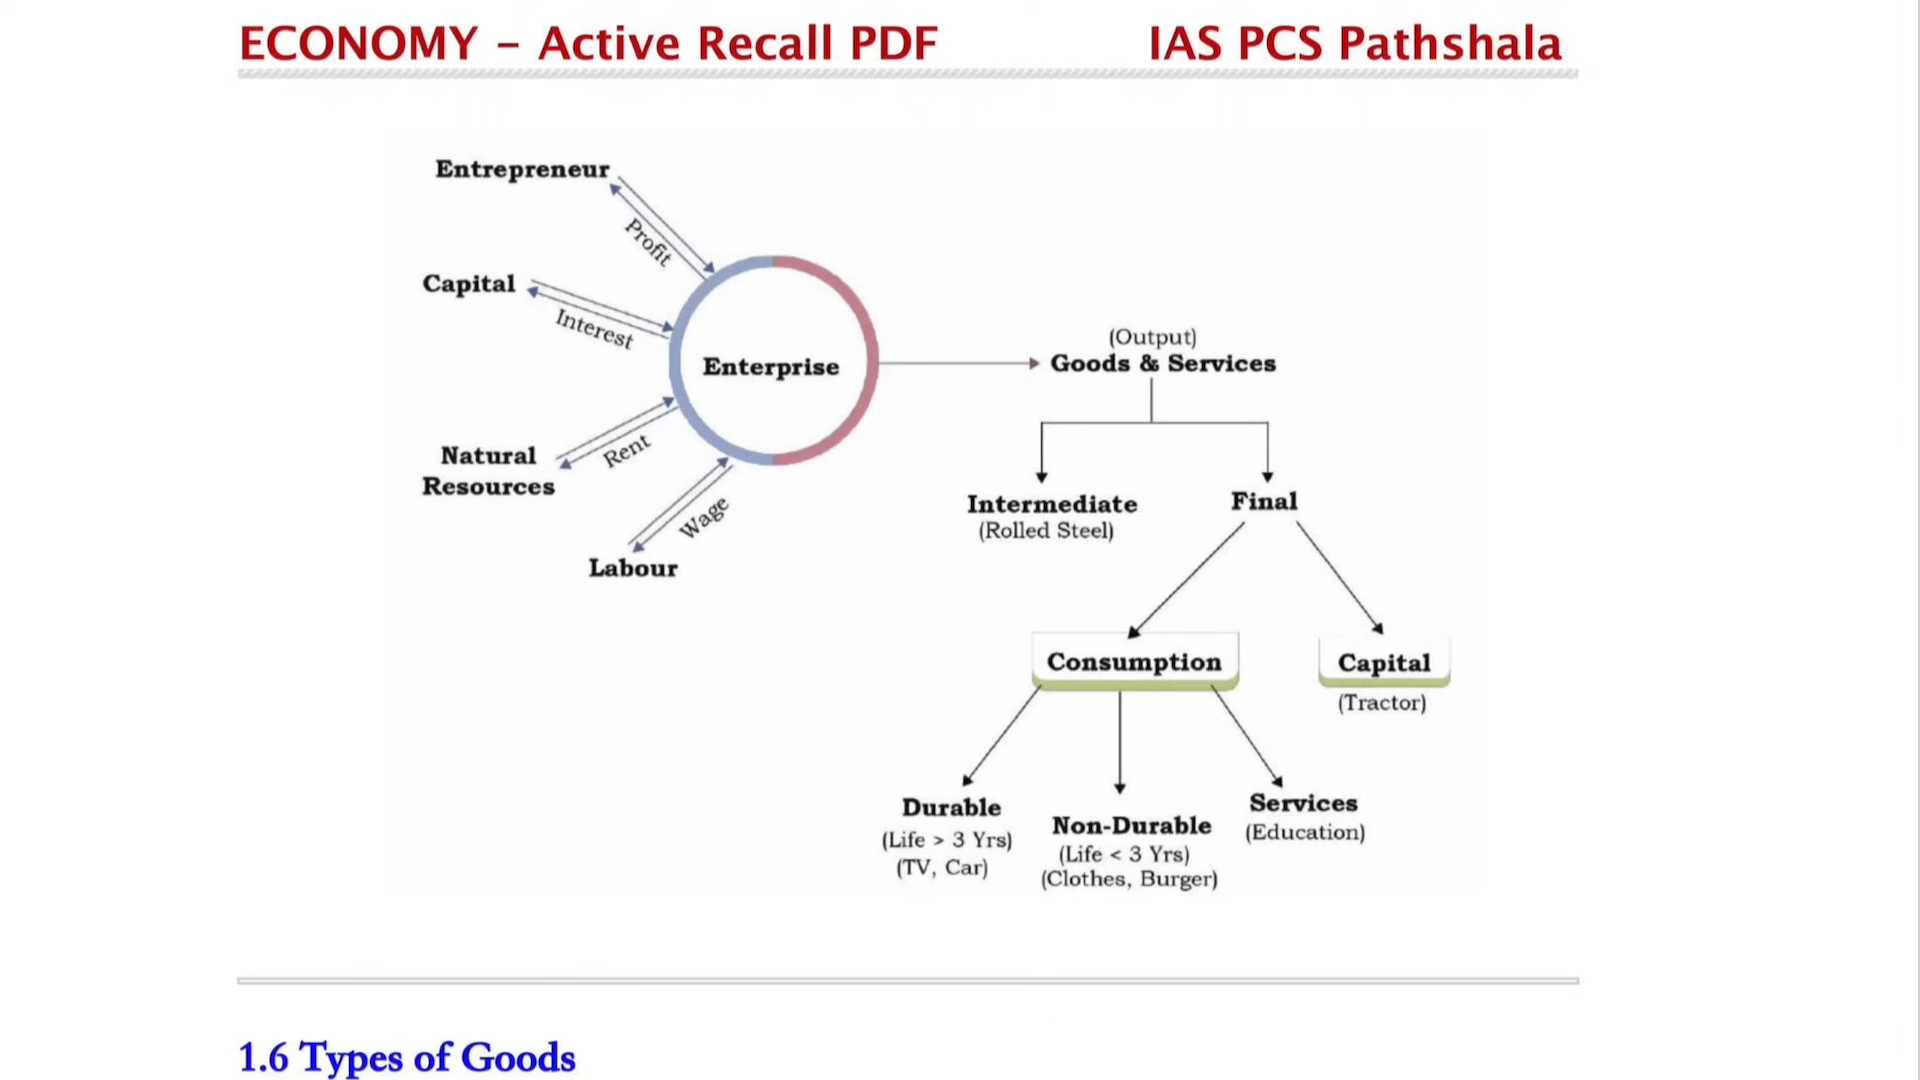 ECONOMY – Active Recall PDF IAS PCS Pathshala
Entrepreneur
Profit
Capital
Interest
Enterprise
Natural
Resources
Rent
Wage
Labour
(Output)
Goods & Services
Intermediate
(Rolled Steel)
Final
Consumption
Capital
(Tractor)
Durable
(Life > 3 Yrs)
(TV, Car)
Non-Durable
(Life < 3 Yrs)
(Clothes, Burger)
Services
(Education)
1.6 Types of Goods